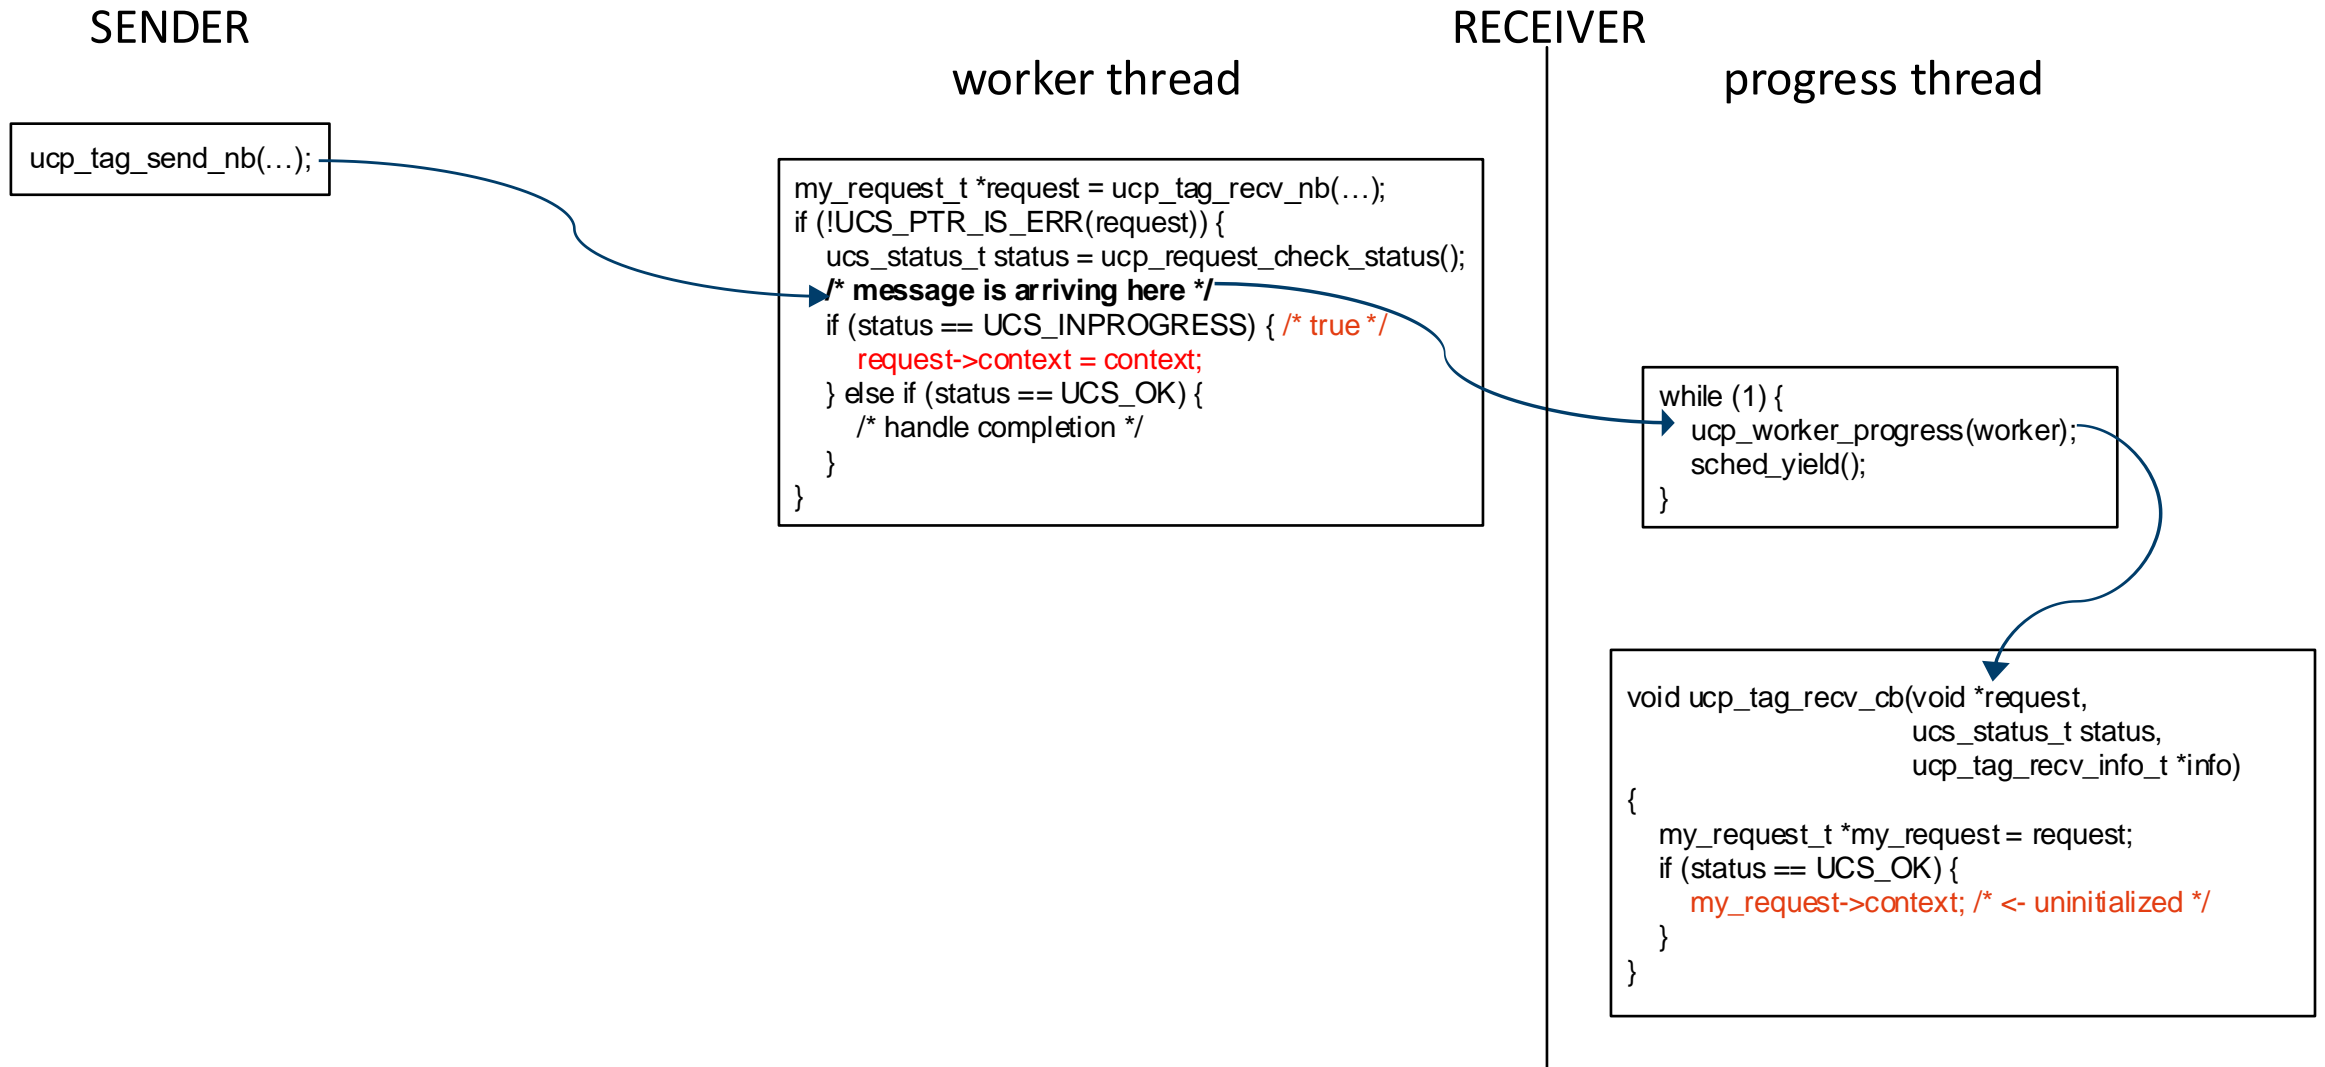 SENDER
RECEIVER
worker thread
progress thread
ucp_tag_send_nb(…);
my_request_t *request = ucp_tag_recv_nb(…);
if (!UCS_PTR_IS_ERR(request)) {
ucs_status_t status = ucp_request_check_status();
/* message is arriving here */
if (status == UCS_INPROGRESS) { /* true */
request->context = context;
} else if (status == UCS_OK) {
/* handle completion */
}
}
while (1) {
ucp_worker_progress(worker);
sched_yield();
}
void ucp_tag_recv_cb(void *request,
ucs_status_t status,
ucp_tag_recv_info_t *info)
{
my_request_t *my_request = request;
if (status == UCS_OK) {
my_request->context; /* <- uninitialized */
}
}